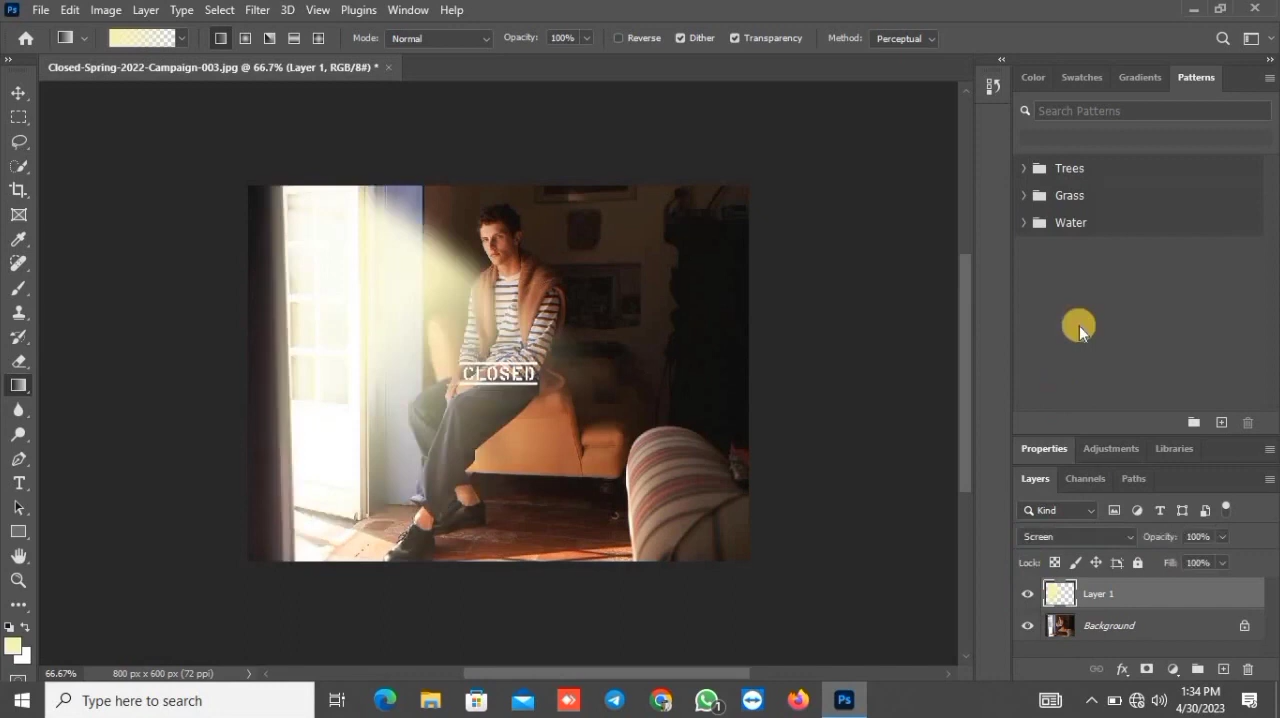 Ps File Edit Image Layer Type Select Filter 3D View Plugins Window Help
Mode: Normal Opacity: 100% Reverse Dither Transparency Method: Perceptual
Closed-Spring-2022-Campaign-003.jpg @ 66.7% (Layer 1, RGB/8#) *
Color Swatches Gradients Patterns
Search Patterns
Trees
Grass
Water
CLOSED
Properties Adjustments Libraries
Layers Channels Paths
Kind
Screen Opacity: 100%
Lock: Fill: 100%
Layer 1
Background
66.67% 800 px x 600 px (72 ppi)
Type here to search
1
Ps
1:34 PM
4/30/2023